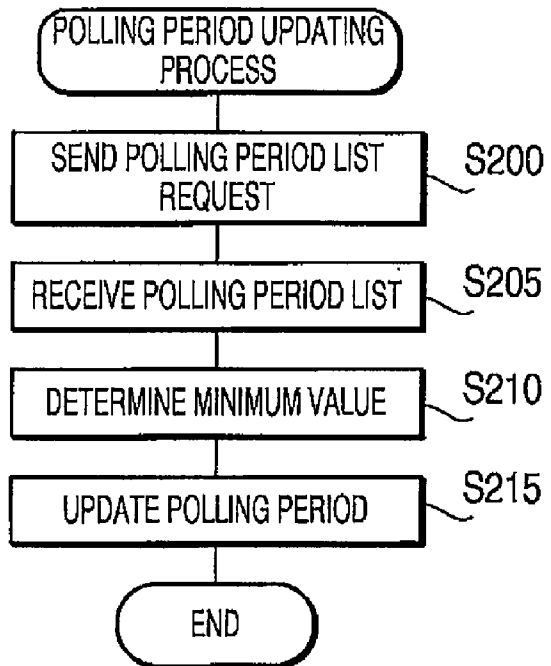 POLLING PERIOD UPDATING
PROCESS
SEND POLLING PERIOD LIST
REQUEST
S200
RECEIVE POLLING PERIOD LIST
S205
DETERMINE MINIMUM VALUE
S210
UPDATE POLLING PERIOD
S215
END